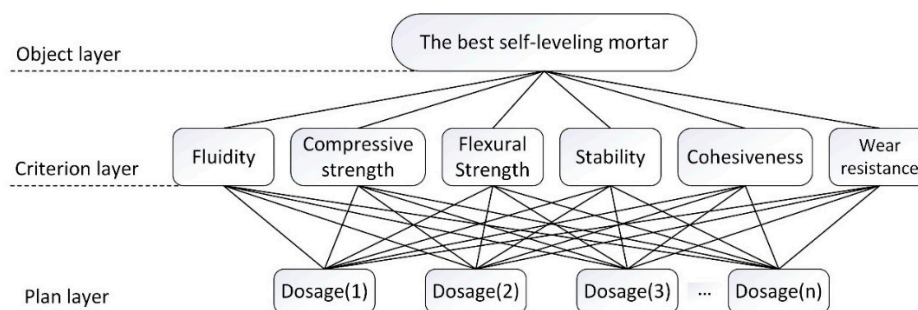 Object layer
The best self-leveling mortar
Criterion layer
Fluidity
Compressive
strength
Flexural
Strength
Stability
Cohesiveness
Wear
resistance
Plan layer
Dosage(1)
Dosage(2)
Dosage(3)
...
Dosage(n)